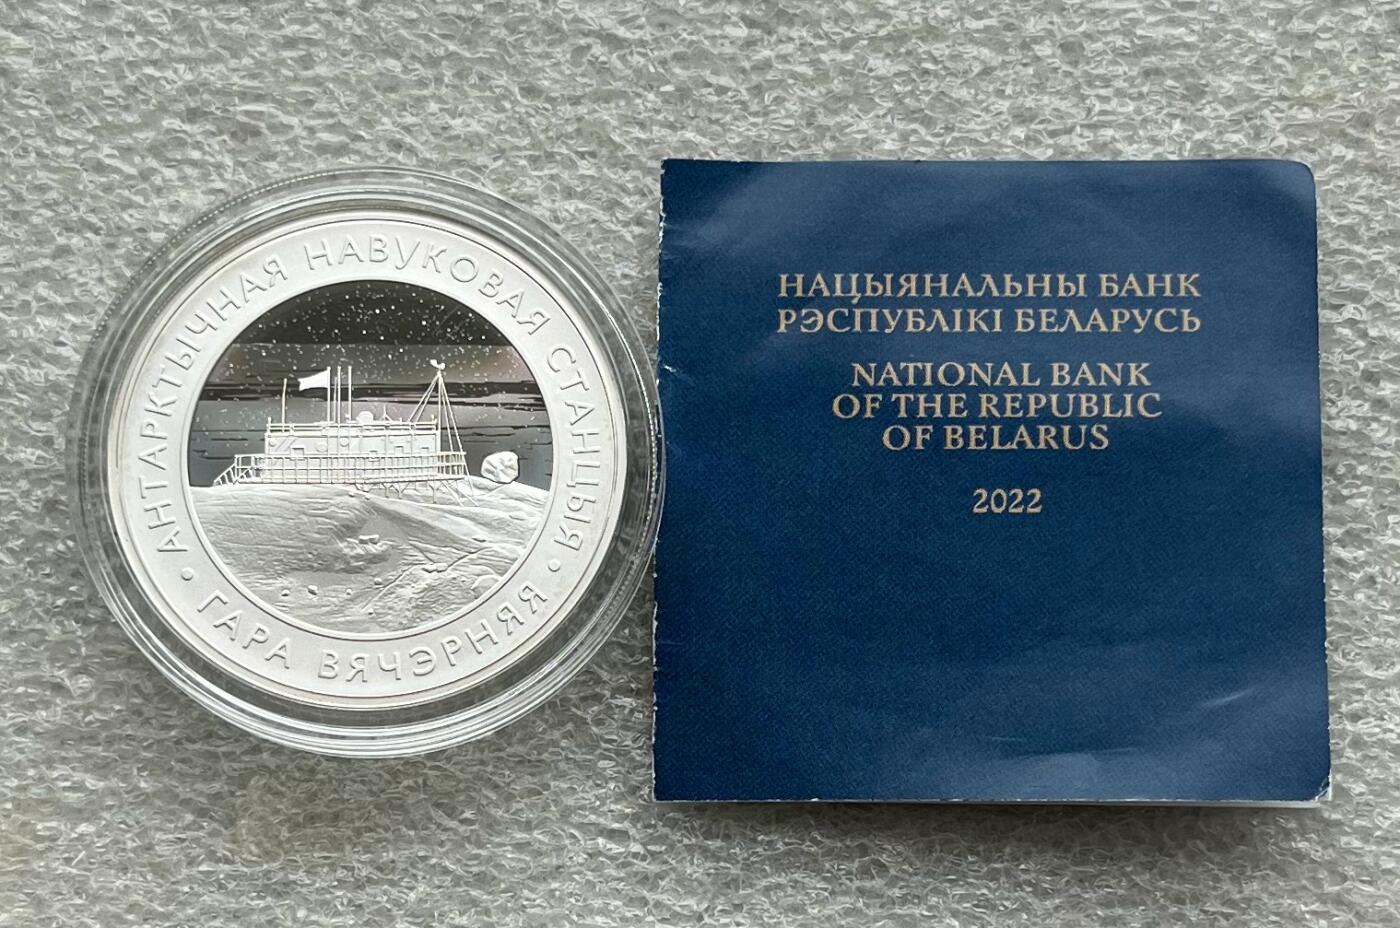 АНТАРКТЫЧНАЯ НАВУКОВАЯ СТАНЦЫЯ
• ГАРА ВЯЧЭРНЯЯ •
НАЦЫЯНАЛЬНЫ БАНК
РЭСПУБЛІКІ БЕЛАРУСЬ
NATIONAL BANK
OF THE REPUBLIC
OF BELARUS
2022